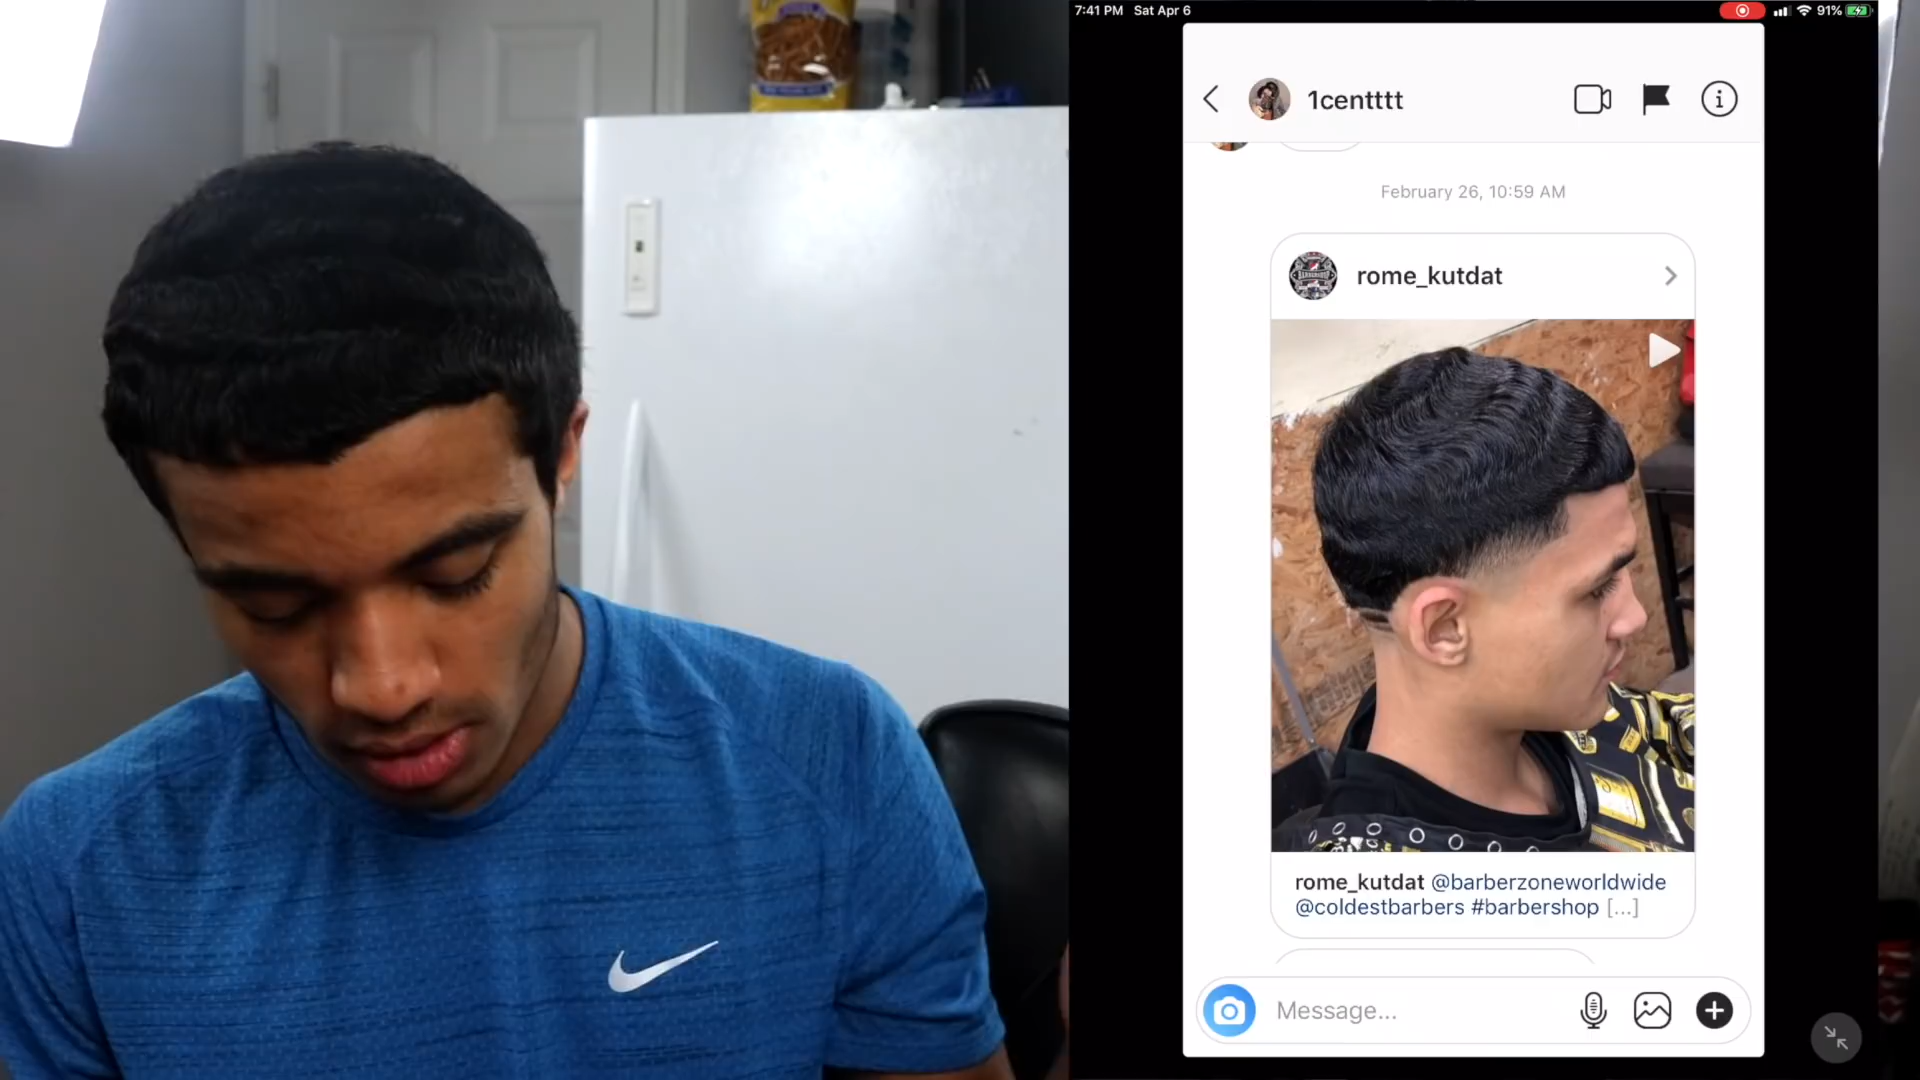 7:41 PM Sat Apr 6
91%
1centttt
February 26, 10:59 AM
rome_kutdat
rome_kutdat @barberzoneworldwide
@coldestbarbers #barbershop [...]
Message...